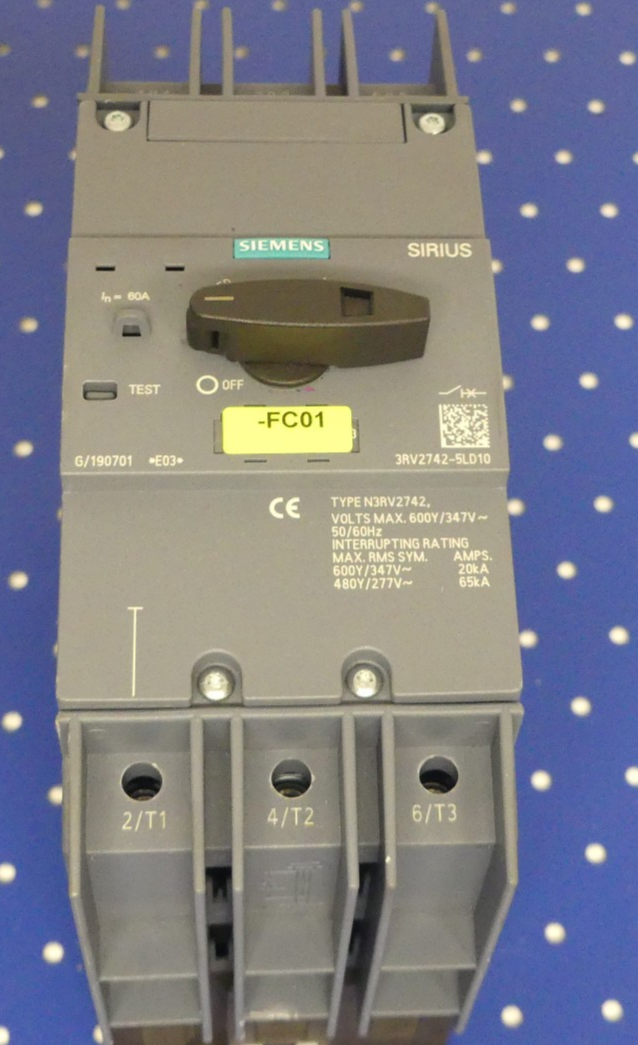 SIEMENS
SIRIUS
In = 60A
TEST
OFF
-FC01
G/190701 *E03*
3RV2742-5LD10
CE
TYPE N3RV2742,
VOLTS MAX. 600Y/347V~
50/60Hz
INTERRUPTING RATING
MAX. RMS SYM. AMPS.
600Y/347V~ 20kA
480Y/277V~ 65kA
2/T1 4/T2 6/T3